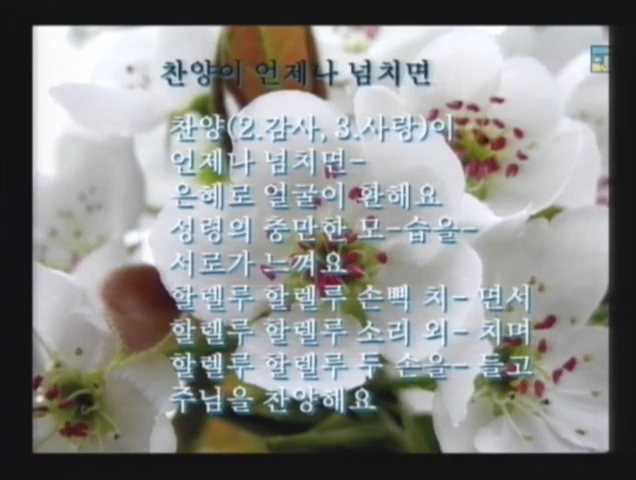 찬양이 언제나 넘치면
찬양(2.감사, 3.사랑)이
언제나 넘치면-
은혜로 얼굴이 환해요
성령의 충만한 모-습을-
서로가 느껴요
할렐루 할렐루 손뼉 치- 면서
할렐루 할렐루 소리 외- 치며
할렐루 할렐루 두 손을- 들고
주님을 찬양해요